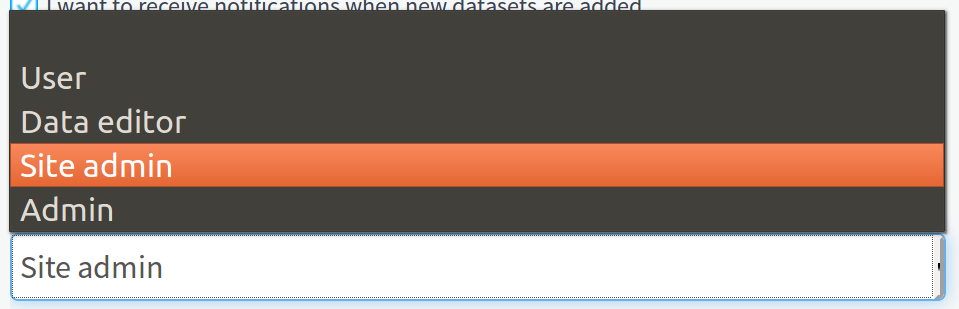 I want to receive notifications when new datasets are added
User
Data editor
Site admin
Admin
Site admin